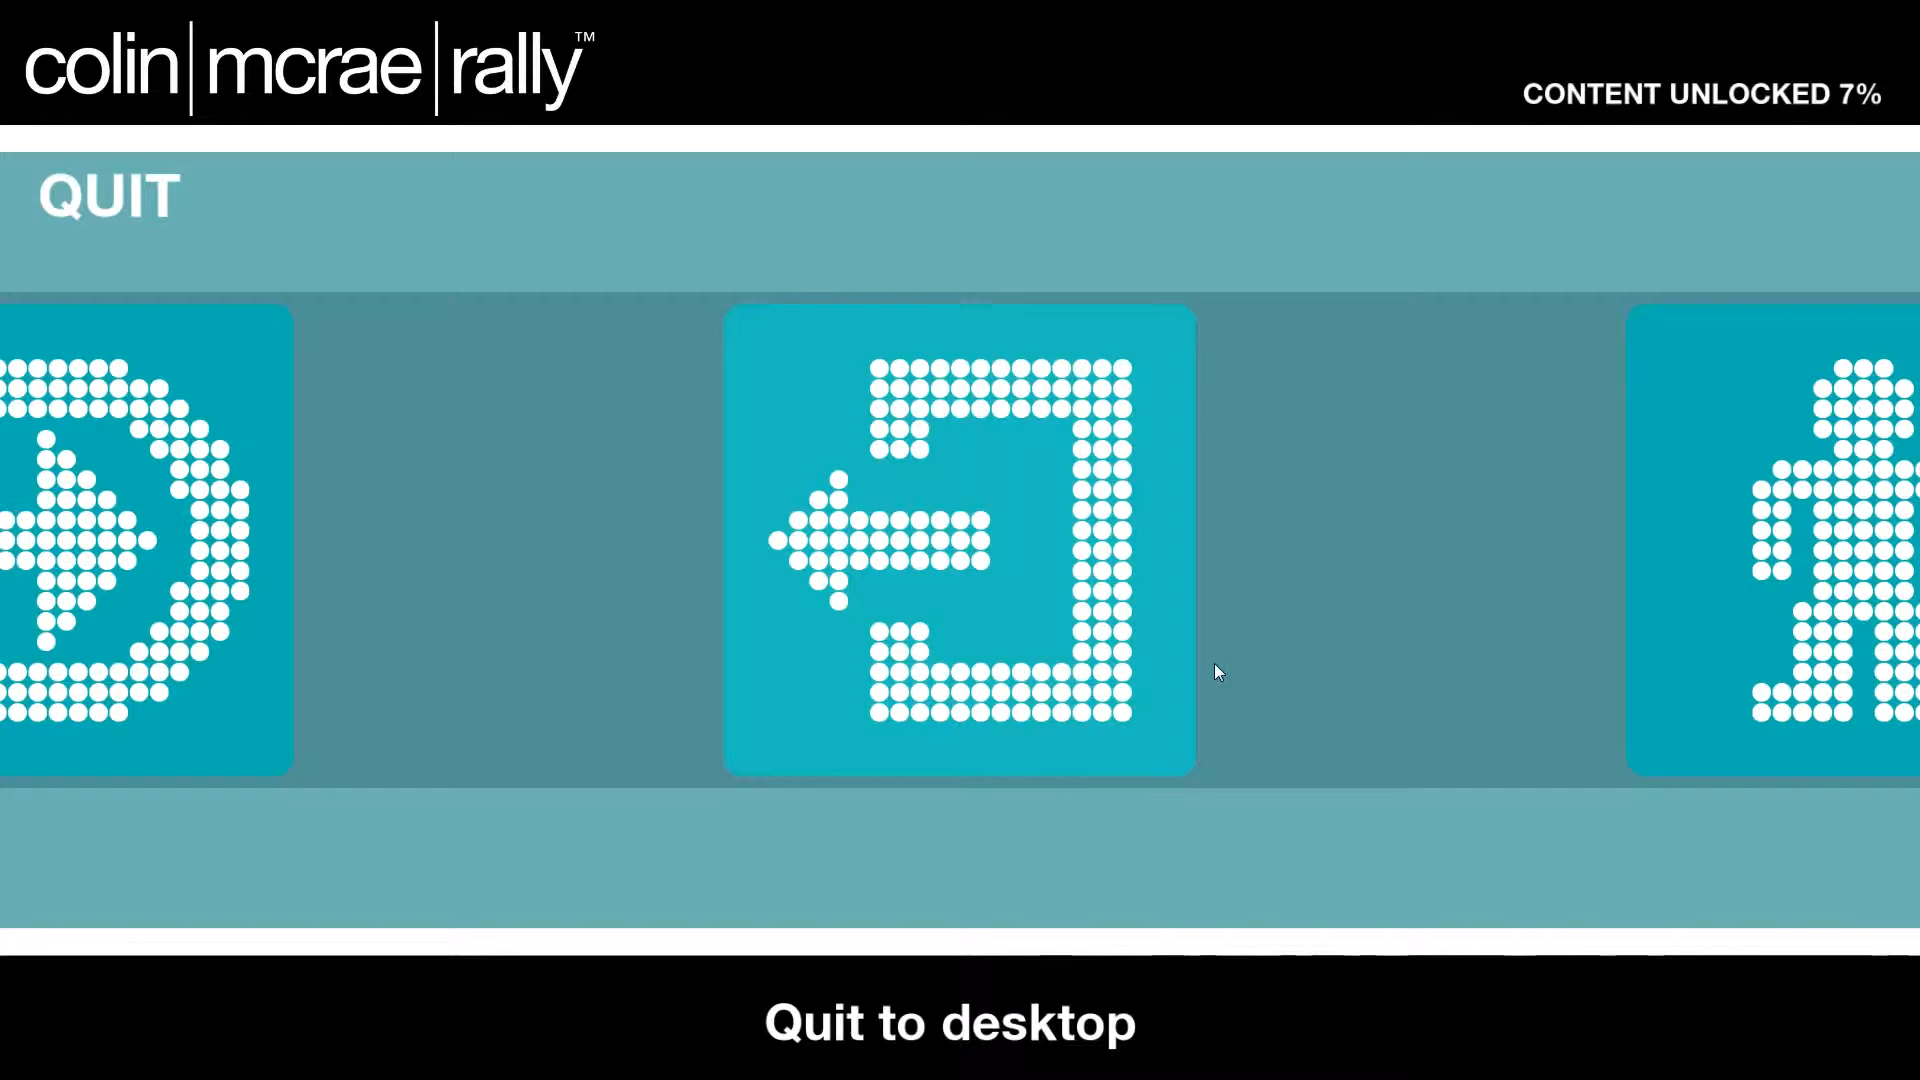 colin|mcrae|rally™
CONTENT UNLOCKED 7%
QUIT
Quit to desktop